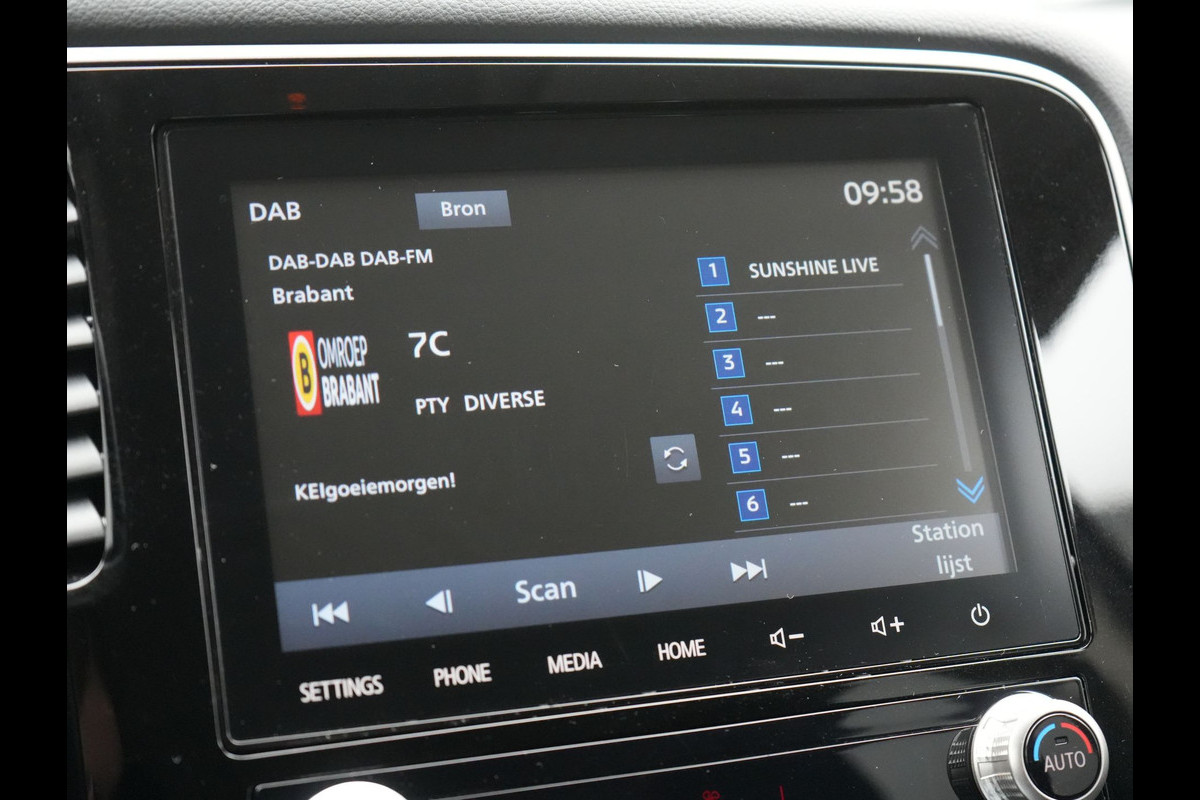 DAB
Bron
09:58
DAB-DAB DAB-FM
Brabant
B OMROEP
BRABANT
7C
PTY DIVERSE
KEIgoeiemorgen!
1 SUNSHINE LIVE
2 ---
3 ---
4 ---
5 ---
6 ---
Scan
Station
lijst
SETTINGS
PHONE
MEDIA
HOME
AUTO